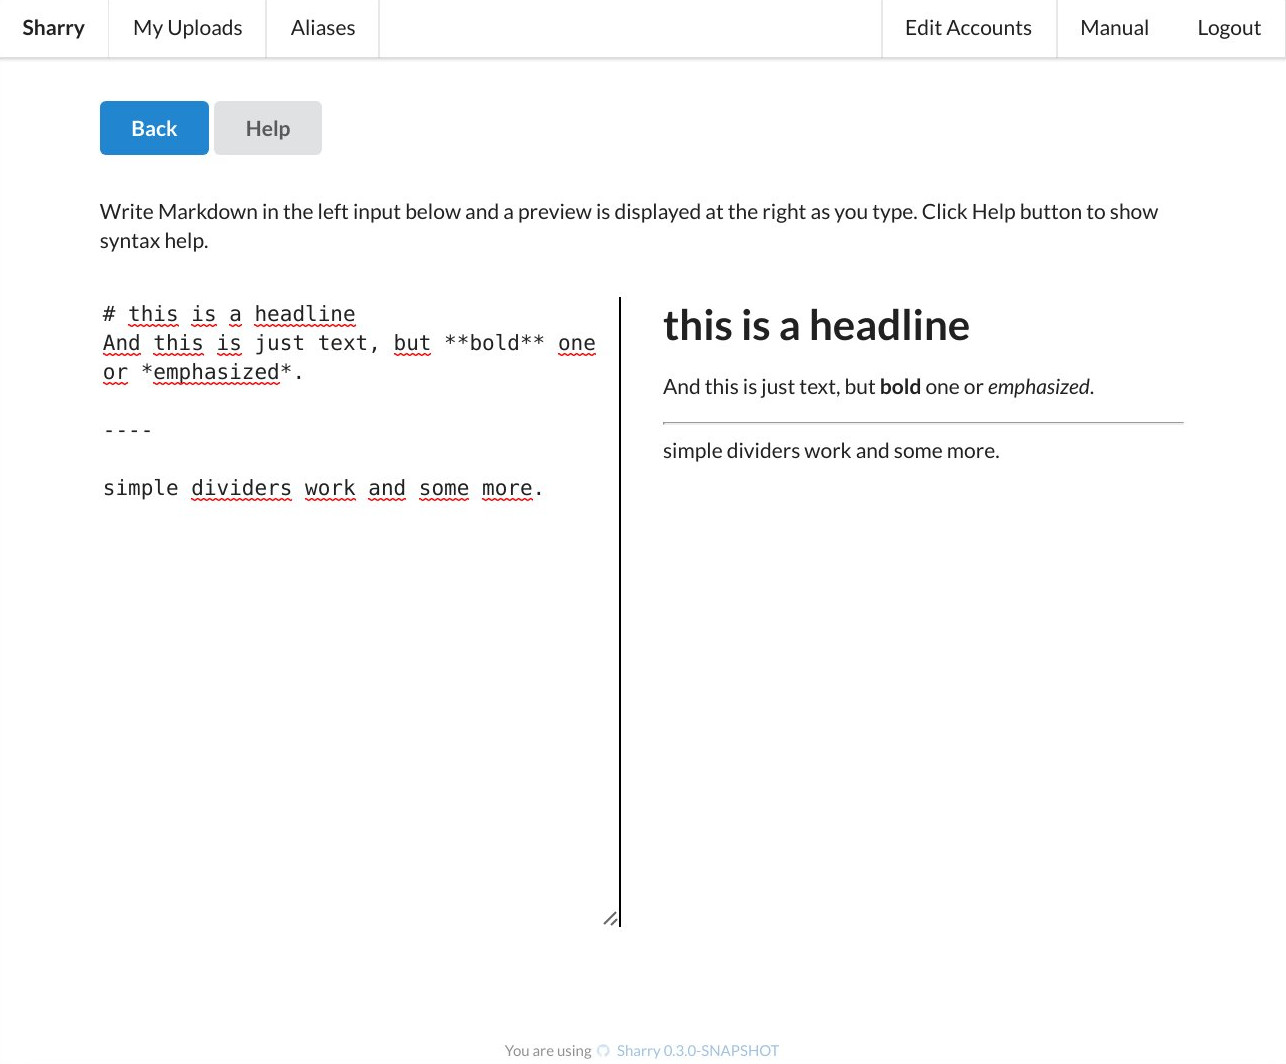 Sharry My Uploads Aliases Edit Accounts Manual Logout
Back Help
Write Markdown in the left input below and a preview is displayed at the right as you type. Click Help button to show
syntax help.
# this is a headline
And this is just text, but **bold** one
or *emphasized*.
----
simple dividers work and some more.
this is a headline
And this is just text, but bold one or emphasized.
simple dividers work and some more.
You are using Sharry 0.3.0-SNAPSHOT